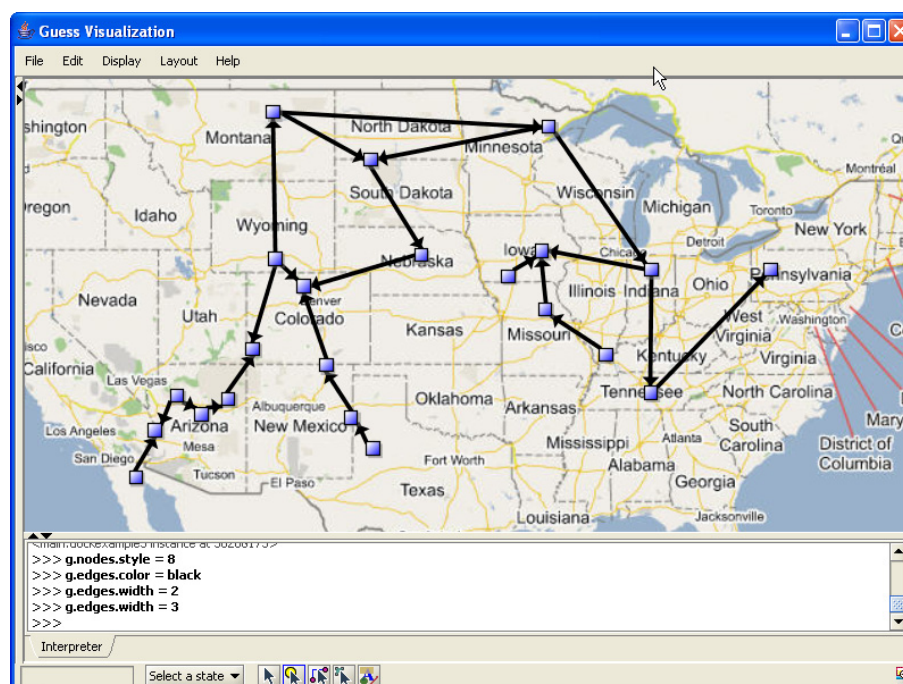 Guess Visualization
File Edit Display Layout Help
shington
Montana
North Dakota
Minnesota
Montréal
regon
Idaho
South Dakota
Wisconsin
Michigan
Toronto
Wyoming
New York
Detroit
Iowa
Chicago
Nebraska
Nevada
Utah
Denver
Colorado
Illinois
Indiana
Ohio
Pennsylvania
Kansas
Missouri
West
Virginia
Washington
isco
California
Las Vegas
Kentucky
Virginia
Albuquerque
Oklahoma
Tennessee
North Carolina
Los Angeles
Arizona
New Mexico
Arkansas
Mesa
South
Carolina
Mary
San Diego
Tucson
Mississippi
Atlanta
District of
Columbia
El Paso
Fort Worth
Alabama
Georgia
Texas
Louisiana
Jacksonville
>>> g.nodes.style = 8
>>> g.edges.color = black
>>> g.edges.width = 2
>>> g.edges.width = 3
>>>
Interpreter
Select a state